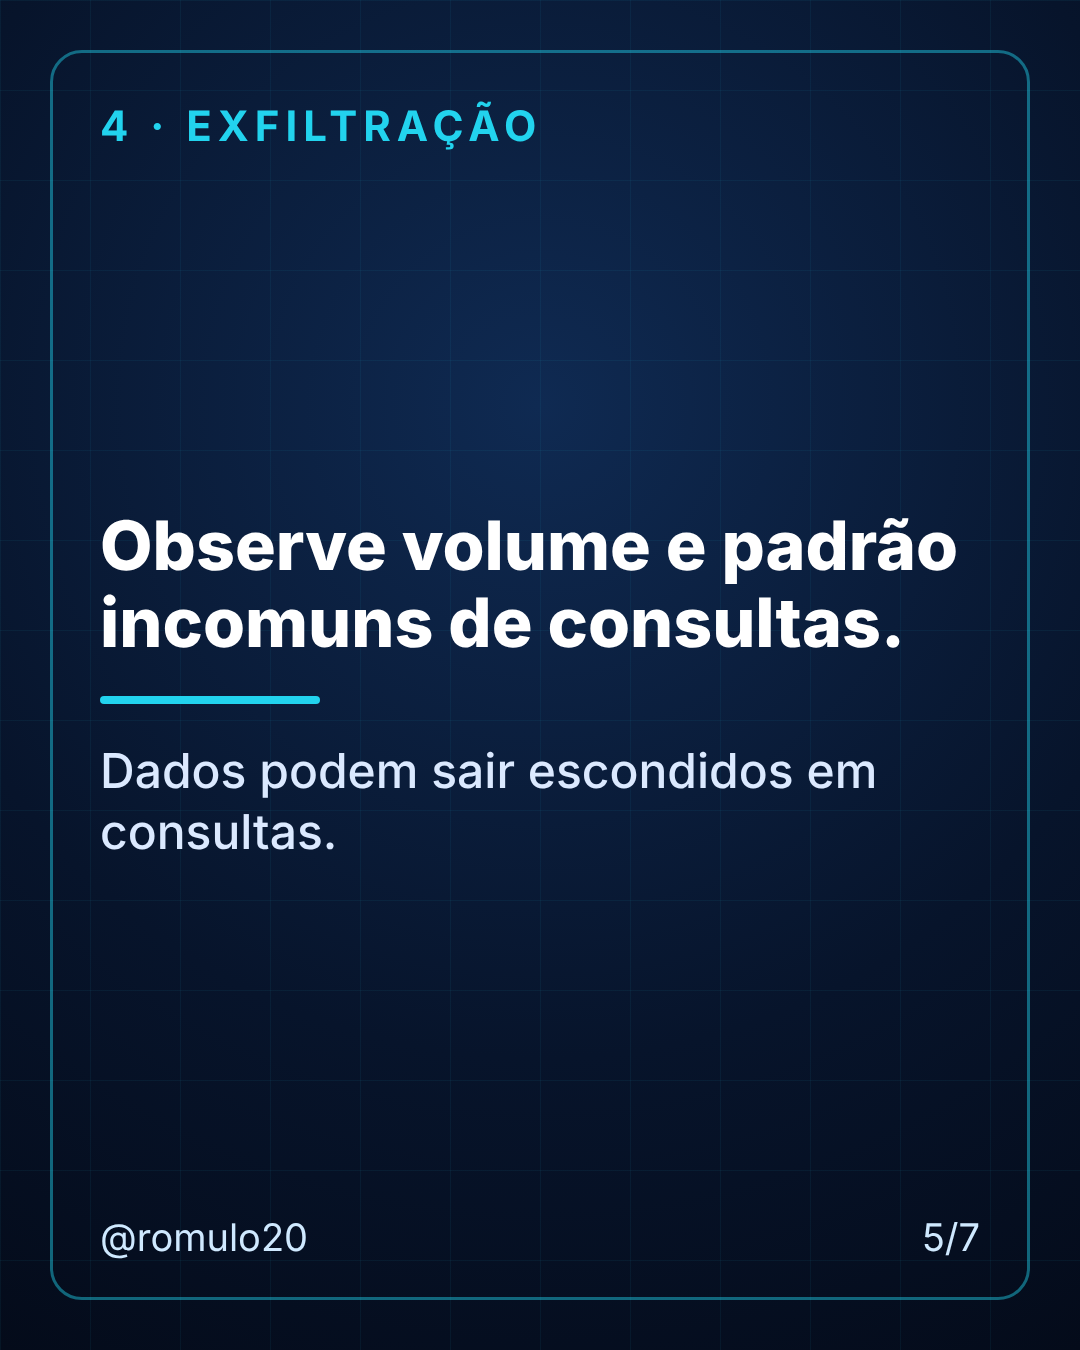 4 · EXFILTRAÇÃO
Observe volume e padrão
incomuns de consultas.
Dados podem sair escondidos em
consultas.
@romulo20
5/7